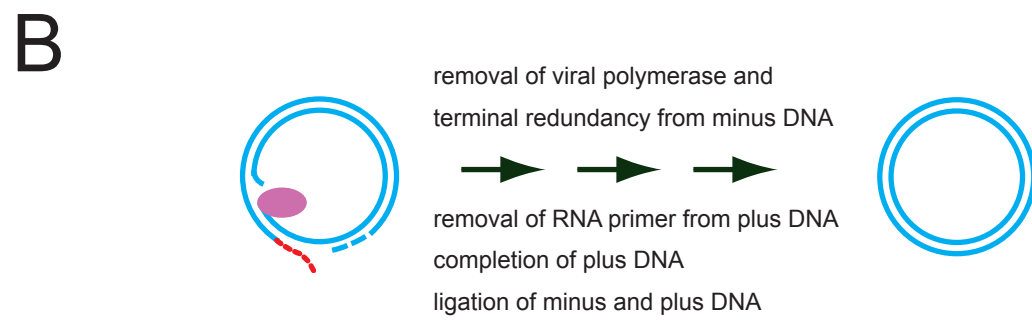 B
removal of viral polymerase and
terminal redundancy from minus DNA
removal of RNA primer from plus DNA
completion of plus DNA
ligation of minus and plus DNA